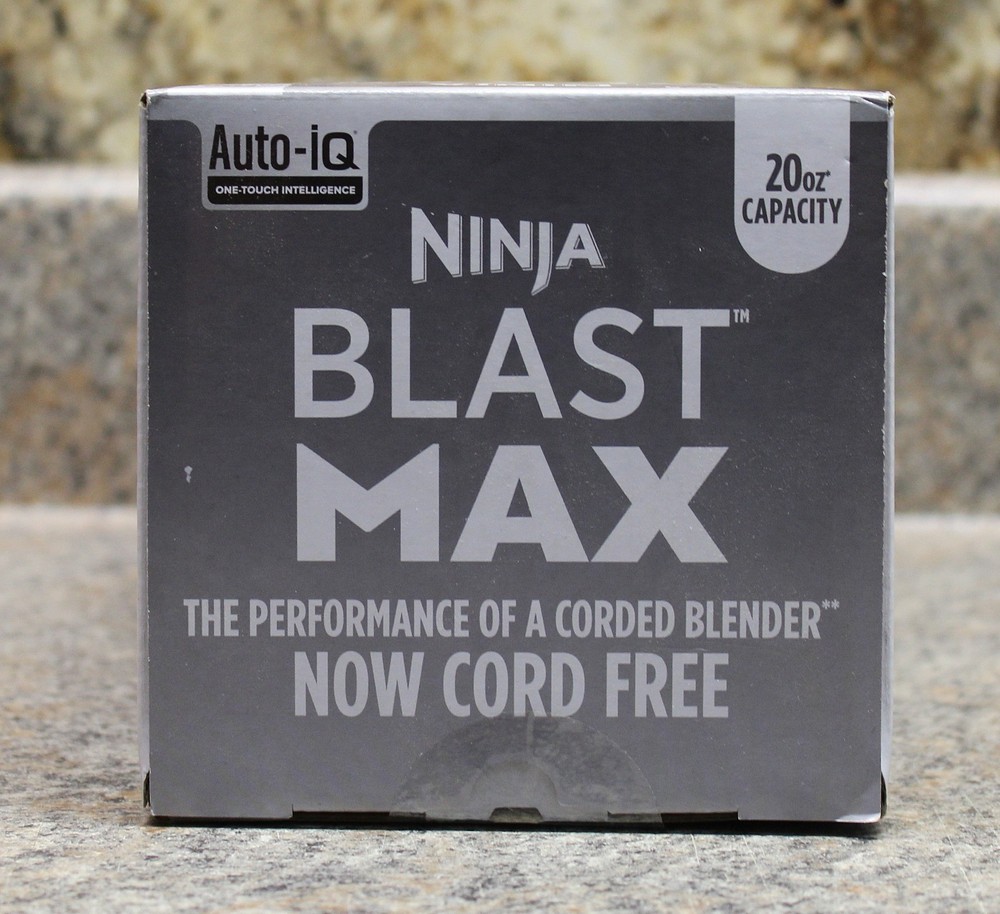 Auto-iQ®
ONE-TOUCH INTELLIGENCE
20oz*
CAPACITY
NINJA
BLAST™
MAX
THE PERFORMANCE OF A CORDED BLENDER**
NOW CORD FREE